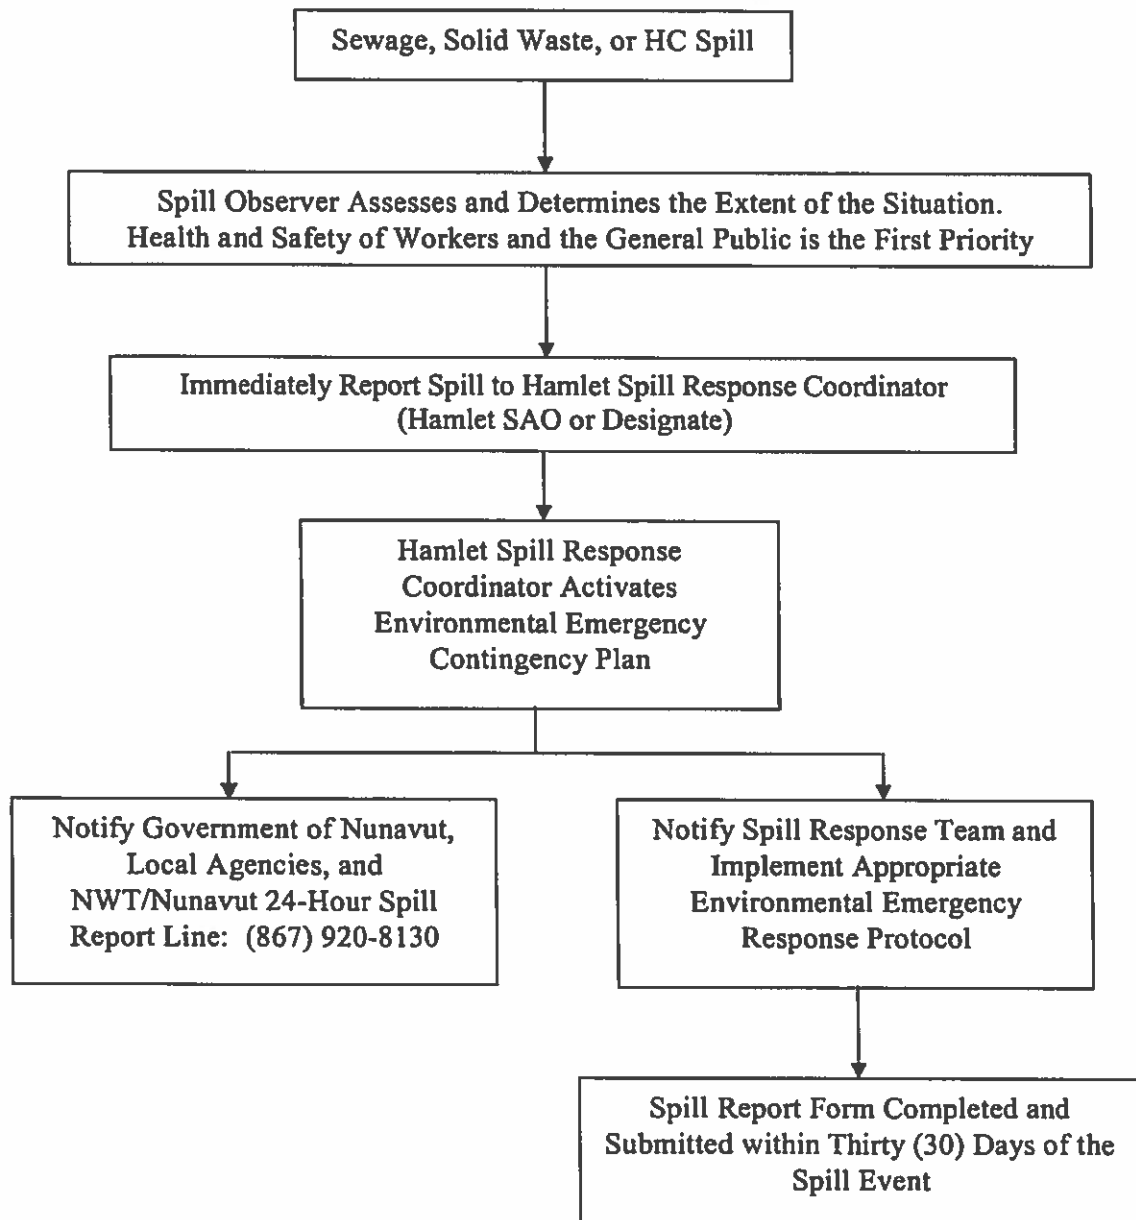 Sewage, Solid Waste, or HC Spill
Spill Observer Assesses and Determines the Extent of the Situation.
Health and Safety of Workers and the General Public is the First Priority
Immediately Report Spill to Hamlet Spill Response Coordinator
(Hamlet SAO or Designate)
Hamlet Spill Response
Coordinator Activates
Environmental Emergency
Contingency Plan
Notify Government of Nunavut,
Local Agencies, and
NWT/Nunavut 24-Hour Spill
Report Line: (867) 920-8130
Notify Spill Response Team and
Implement Appropriate
Environmental Emergency
Response Protocol
Spill Report Form Completed and
Submitted within Thirty (30) Days of the
Spill Event